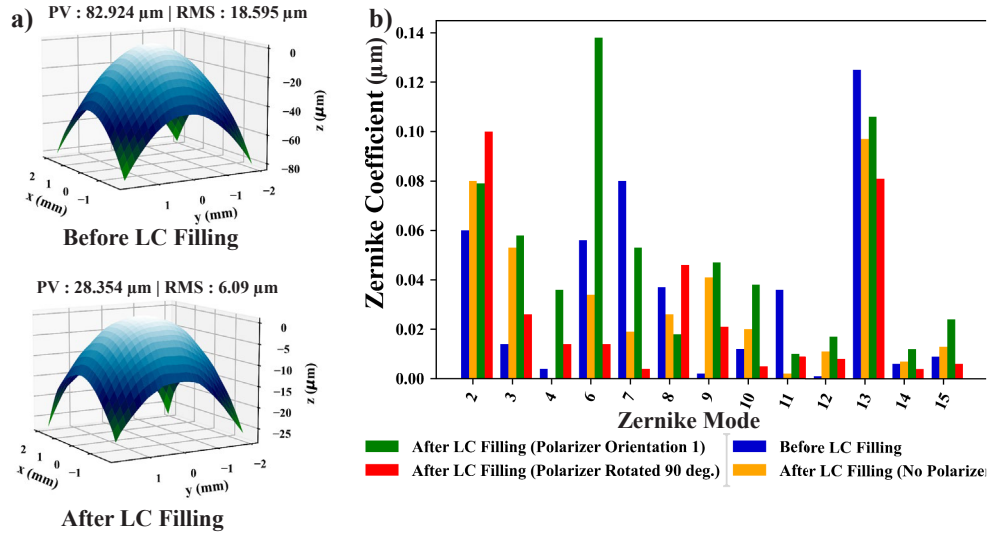 a)
PV : 82.924 µm | RMS : 18.595 µm
0
−20
−40
−60
−80
z (µm)
2
1
0
−1
x (mm)
1
0
−1
−2
y (mm)
Before LC Filling
PV : 28.354 µm | RMS : 6.09 µm
0
−5
−10
−15
−20
−25
z (µm)
2
1
0
−1
x (mm)
1
0
−1
−2
y (mm)
After LC Filling
b)
Zernike Coefficient (µm)
0.14
0.12
0.10
0.08
0.06
0.04
0.02
0.00
2 3 4 6 7 8 9 10 11 12 13 14 15
Zernike Mode
After LC Filling (Polarizer Orientation 1)
After LC Filling (Polarizer Rotated 90 deg.)
Before LC Filling
After LC Filling (No Polarizer